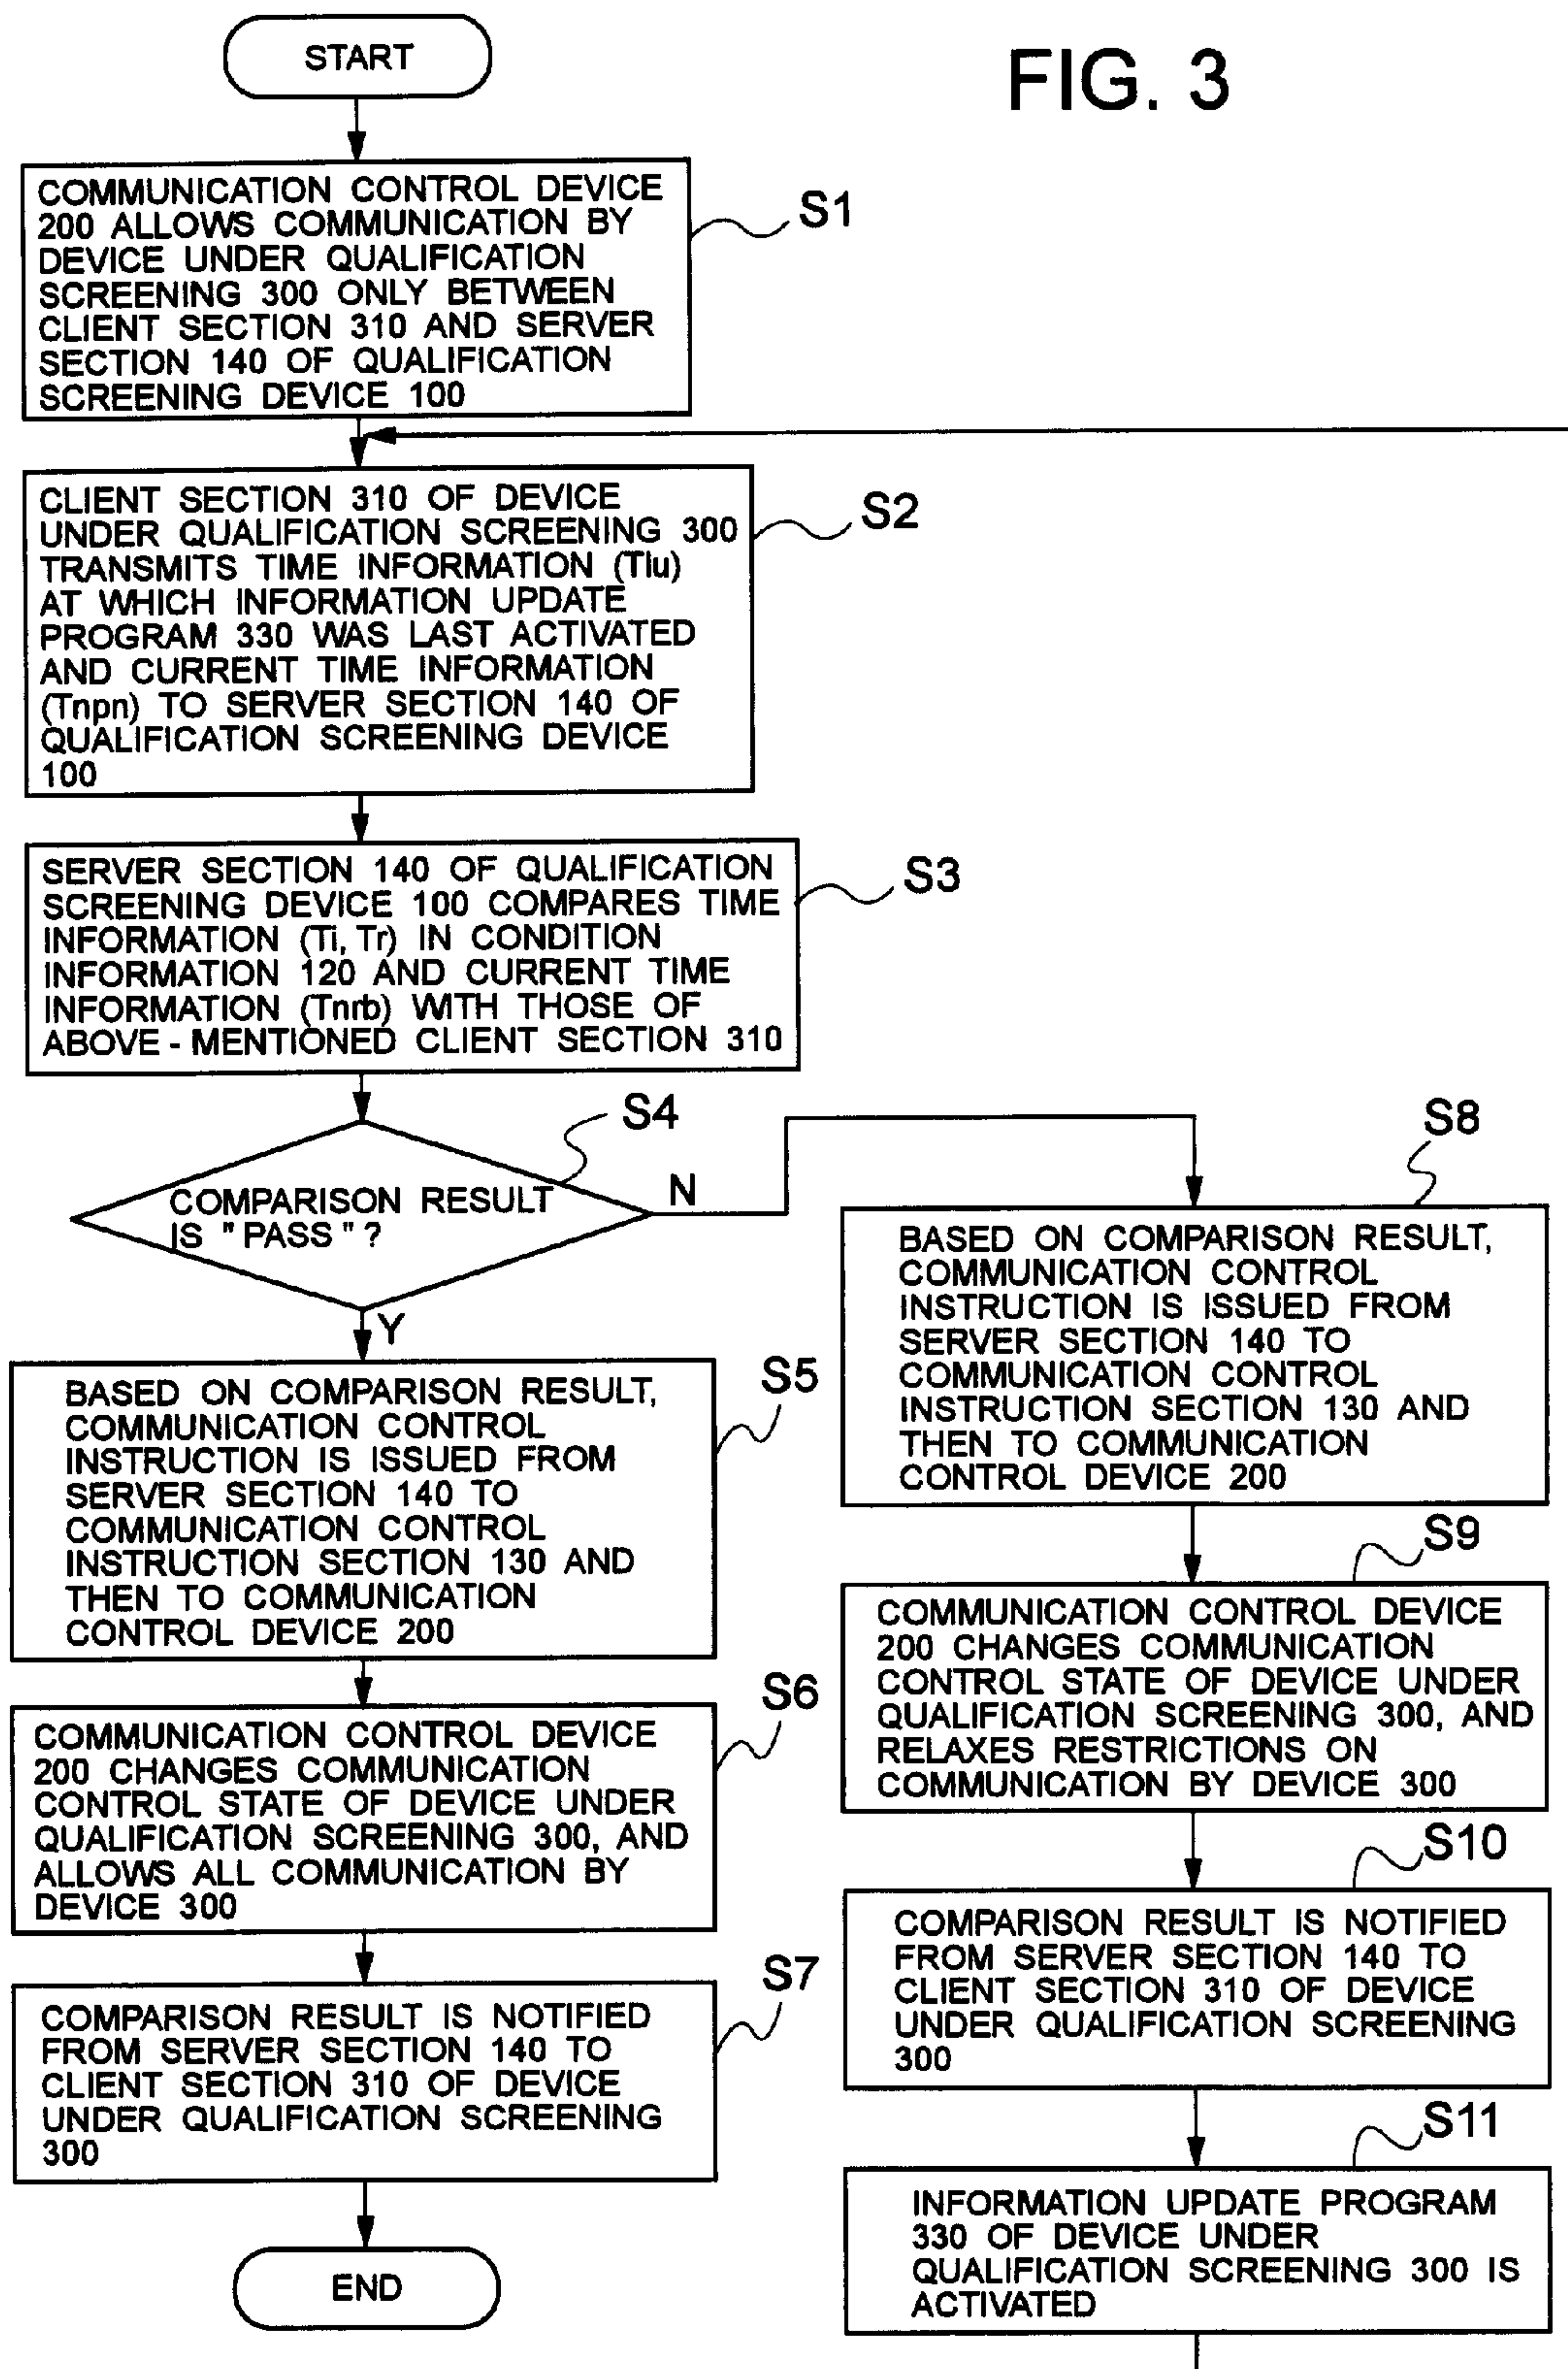 FIG. 3
START
COMMUNICATION CONTROL DEVICE
200 ALLOWS COMMUNICATION BY
DEVICE UNDER QUALIFICATION
SCREENING 300 ONLY BETWEEN
CLIENT SECTION 310 AND SERVER
SECTION 140 OF QUALIFICATION
SCREENING DEVICE 100
S1
CLIENT SECTION 310 OF DEVICE
UNDER QUALIFICATION SCREENING 300
TRANSMITS TIME INFORMATION (Tlu)
AT WHICH INFORMATION UPDATE
PROGRAM 330 WAS LAST ACTIVATED
AND CURRENT TIME INFORMATION
(Tnpn) TO SERVER SECTION 140 OF
QUALIFICATION SCREENING DEVICE
100
S2
SERVER SECTION 140 OF QUALIFICATION
SCREENING DEVICE 100 COMPARES TIME
INFORMATION (Ti, Tr) IN CONDITION
INFORMATION 120 AND CURRENT TIME
INFORMATION (Tnrb) WITH THOSE OF
ABOVE - MENTIONED CLIENT SECTION 310
S3
COMPARISON RESULT
IS "PASS"?
S4
N
Y
BASED ON COMPARISON RESULT,
COMMUNICATION CONTROL
INSTRUCTION IS ISSUED FROM
SERVER SECTION 140 TO
COMMUNICATION CONTROL
INSTRUCTION SECTION 130 AND
THEN TO COMMUNICATION
CONTROL DEVICE 200
S5
COMMUNICATION CONTROL DEVICE
200 CHANGES COMMUNICATION
CONTROL STATE OF DEVICE UNDER
QUALIFICATION SCREENING 300, AND
ALLOWS ALL COMMUNICATION BY
DEVICE 300
S6
COMPARISON RESULT IS NOTIFIED
FROM SERVER SECTION 140 TO
CLIENT SECTION 310 OF DEVICE
UNDER QUALIFICATION SCREENING
300
S7
END
S8
BASED ON COMPARISON RESULT,
COMMUNICATION CONTROL
INSTRUCTION IS ISSUED FROM
SERVER SECTION 140 TO
COMMUNICATION CONTROL
INSTRUCTION SECTION 130 AND
THEN TO COMMUNICATION
CONTROL DEVICE 200
S9
COMMUNICATION CONTROL DEVICE
200 CHANGES COMMUNICATION
CONTROL STATE OF DEVICE UNDER
QUALIFICATION SCREENING 300, AND
RELAXES RESTRICTIONS ON
COMMUNICATION BY DEVICE 300
S10
COMPARISON RESULT IS NOTIFIED
FROM SERVER SECTION 140 TO
CLIENT SECTION 310 OF DEVICE
UNDER QUALIFICATION SCREENING
300
S11
INFORMATION UPDATE PROGRAM
330 OF DEVICE UNDER
QUALIFICATION SCREENING 300 IS
ACTIVATED